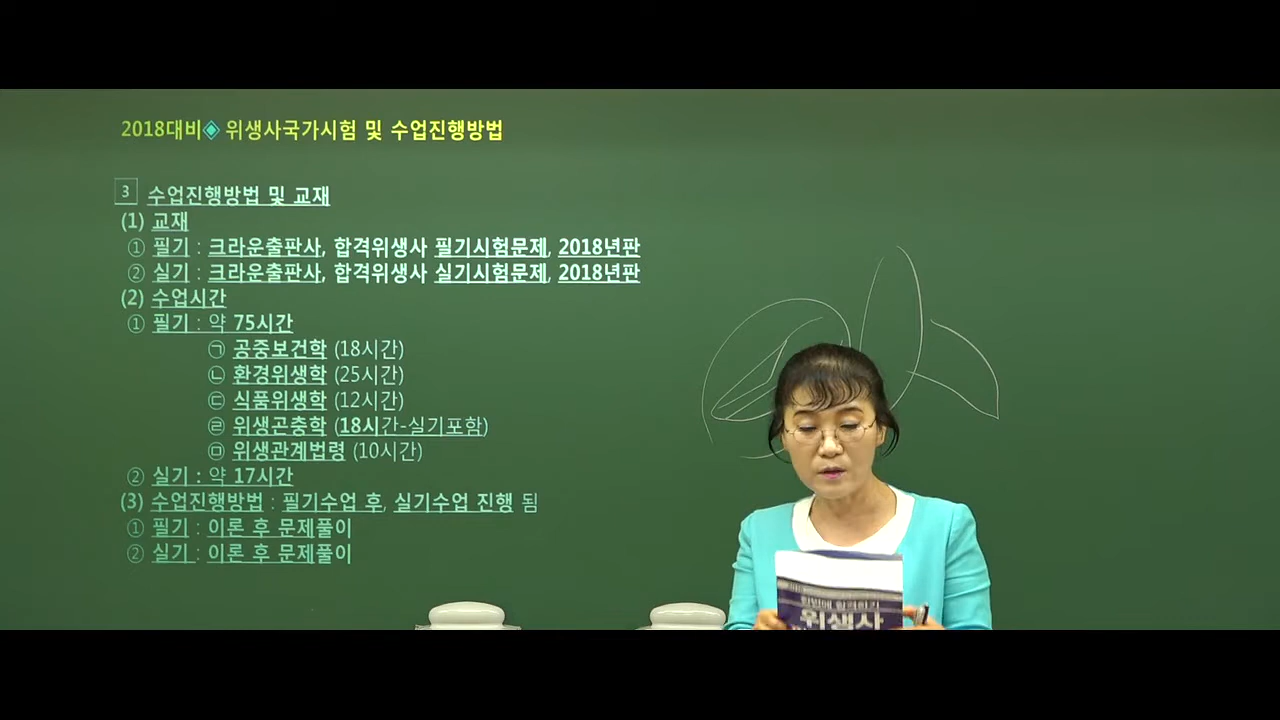 2018대비◈ 위생사국가시험 및 수업진행방법
3 수업진행방법 및 교재
(1) 교재
① 필기 : 크라운출판사, 합격위생사 필기시험문제, 2018년판
② 실기 : 크라운출판사, 합격위생사 실기시험문제, 2018년판
(2) 수업시간
① 필기 : 약 75시간
㉠ 공중보건학 (18시간)
㉡ 환경위생학 (25시간)
㉢ 식품위생학 (12시간)
㉣ 위생곤충학 (18시간-실기포함)
㉤ 위생관계법령 (10시간)
② 실기 : 약 17시간
(3) 수업진행방법 : 필기수업 후, 실기수업 진행 됨
① 필기 : 이론 후 문제풀이
② 실기 : 이론 후 문제풀이
한번에 합격하기
위생사